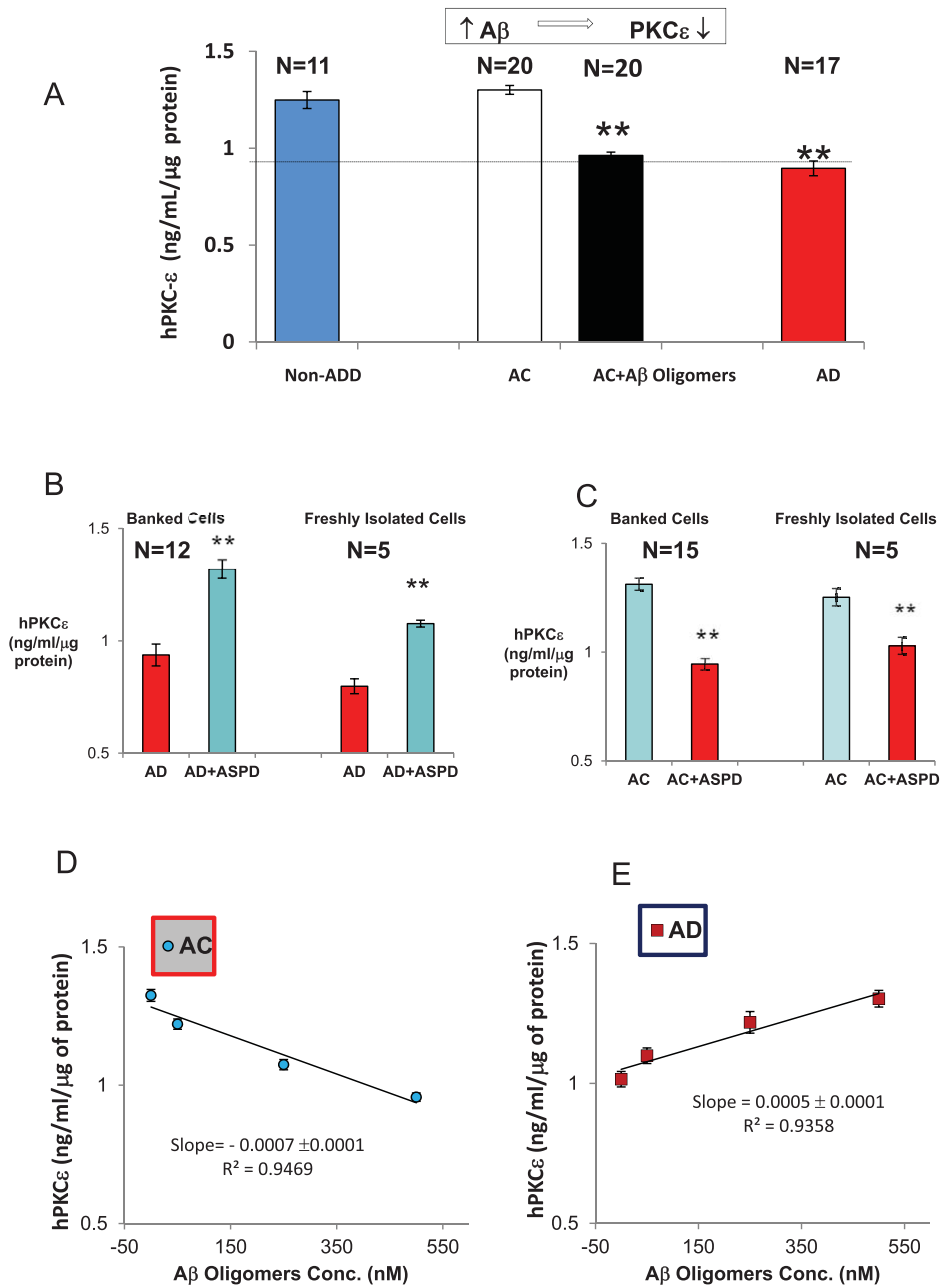 ↑ Aβ ⇒ PKCε ↓
A
hPKC-ε (ng/mL/μg protein)
1.5
1
0.5
0
N=11
N=20
N=20
N=17
**
**
Non-ADD
AC
AC+Aβ Oligomers
AD
B
Banked Cells
Freshly Isolated Cells
N=12
N=5
**
**
hPKCε
(ng/ml/μg
protein)
1.5
1
0.5
AD
AD+ASPD
AD
AD+ASPD
C
Banked Cells
Freshly Isolated Cells
N=15
N=5
**
**
hPKCε
(ng/ml/μg
protein)
1.5
1
0.5
AC
AC+ASPD
AC
AC+ASPD
D
AC
hPKCε (ng/ml/μg of protein)
1.5
1
0.5
Slope= - 0.0007 ±0.0001
R² = 0.9469
-50
150
350
550
Aβ Oligomers Conc. (nM)
E
AD
hPKCε (ng/ml/μg of protein)
1.5
1
0.5
Slope = 0.0005 ± 0.0001
R² = 0.9358
-50
150
350
550
Aβ Oligomers Conc. (nM)